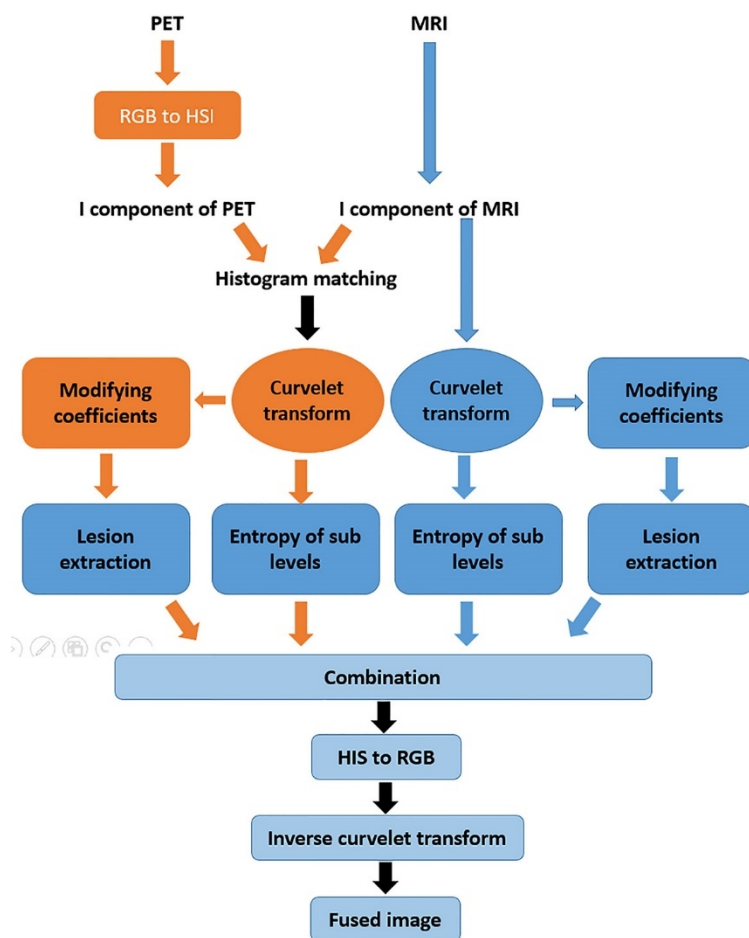 PET
MRI
RGB to HSI
I component of PET
I component of MRI
Histogram matching
Modifying
coefficients
Curvelet
transform
Curvelet
transform
Modifying
coefficients
Lesion
extraction
Entropy of sub
levels
Entropy of sub
levels
Lesion
extraction
Combination
HIS to RGB
Inverse curvelet transform
Fused image